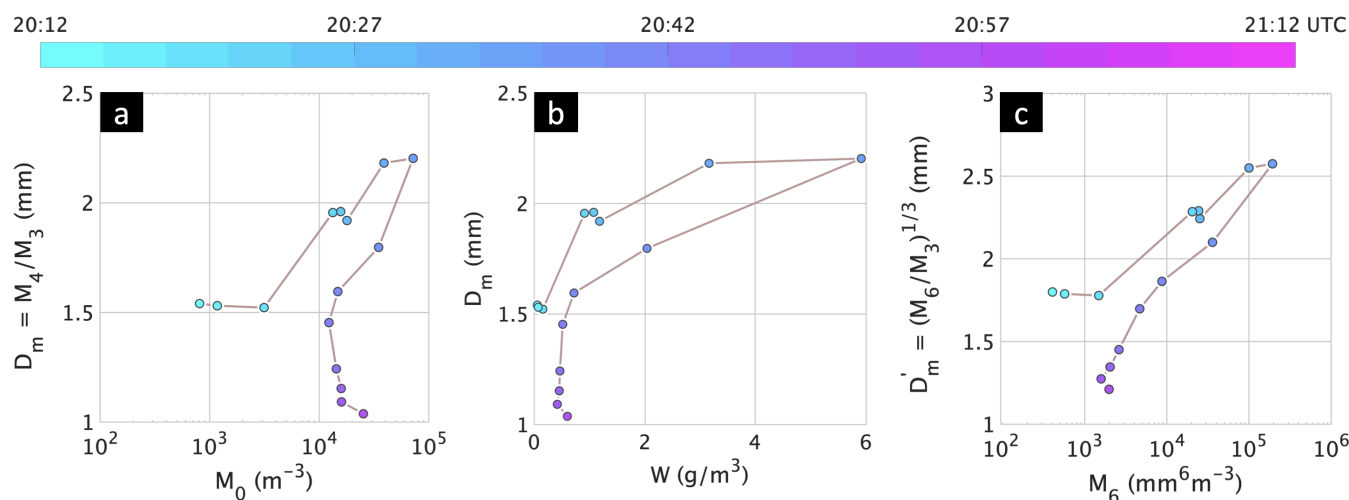 20:12 20:27 20:42 20:57 21:12 UTC
a
2.5
2
1.5
1
D_m = M_4/M_3 (mm)
10^2 10^3 10^4 10^5
M_0 (m^{-3})
b
2.5
2
1.5
1
D_m (mm)
0 2 4 6
W (g/m^3)
c
3
2.5
2
1.5
1
D_m^' = (M_6/M_3)^{1/3} (mm)
10^2 10^3 10^4 10^5 10^6
M_6 (mm^6m^{-3})